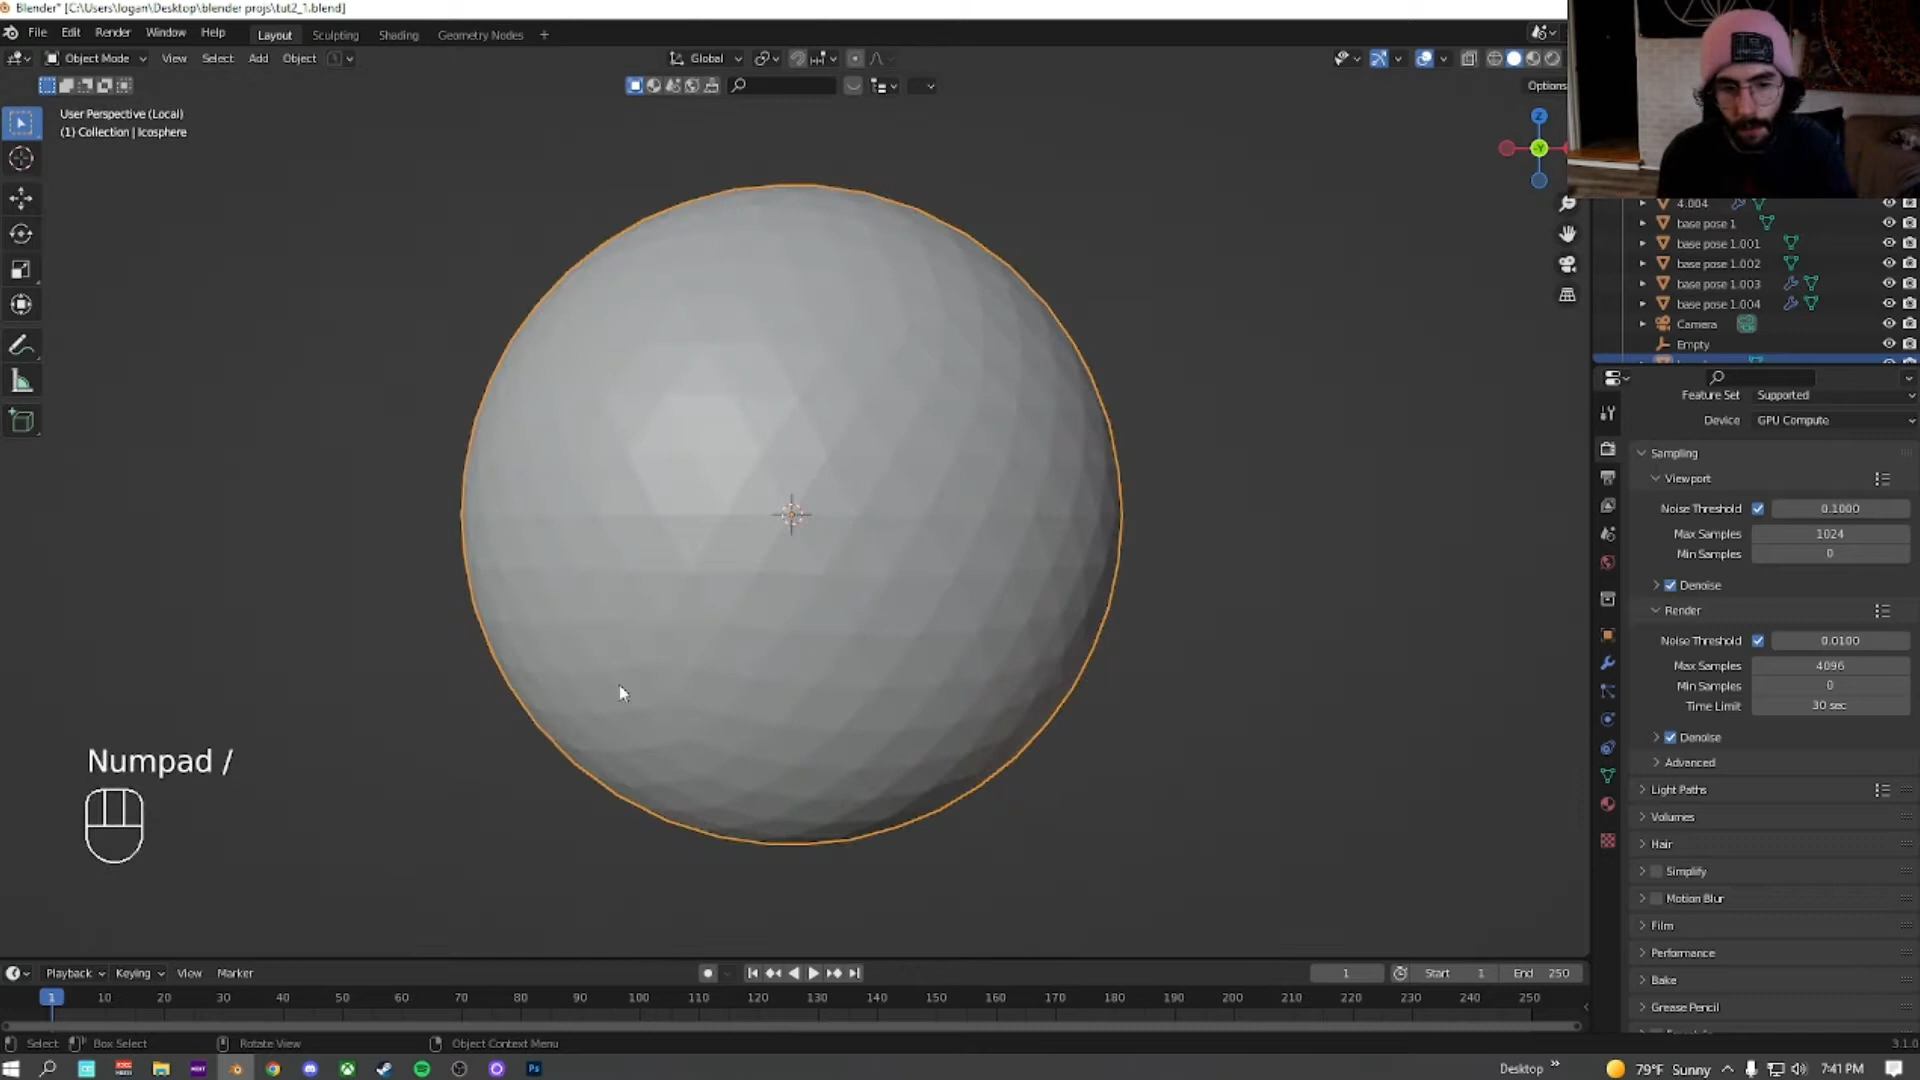 Blender* [C:\Users\logan\Desktop\blender projs\tut2_1.blend]
File Edit Render Window Help Layout Sculpting Shading Geometry Nodes +
Object Mode View Select Add Object Global
Options
User Perspective (Local)
(1) Collection | Icosphere
Z
-Y
4.004
base pose 1
base pose 1.001
base pose 1.002
base pose 1.003
base pose 1.004
Camera
Empty
Feature Set Supported
Device GPU Compute
Sampling
Viewport
Noise Threshold 0.1000
Max Samples 1024
Min Samples 0
Denoise
Render
Noise Threshold 0.0100
Max Samples 4096
Min Samples 0
Time Limit 30 sec
Denoise
Advanced
Light Paths
Volumes
Hair
Simplify
Motion Blur
Film
Performance
Bake
Grease Pencil
Numpad /
Playback Keying View Marker 1 Start 1 End 250
1 10 20 30 40 50 60 70 80 90 100 110 120 130 140 150 160 170 180 190 200 210 220 230 240 250
Select Box Select Rotate View Object Context Menu 3.1.0
Ps Desktop 79°F Sunny 7:41 PM